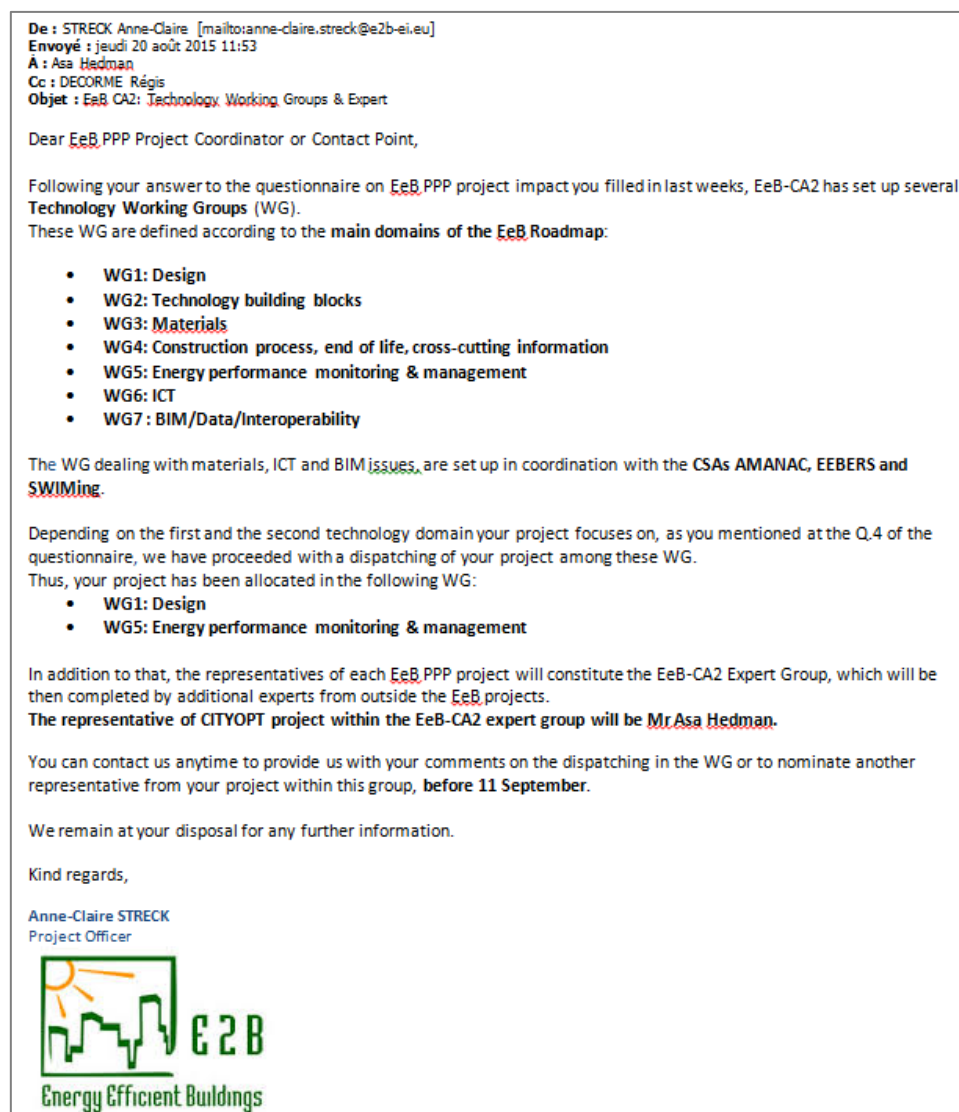 De : STRECK Anne-Claire [mailto:anne-claire.streck@e2b-ei.eu]
Envoyé : jeudi 20 août 2015 11:53
À : Asa Hedman
Cc : DECORME Régis
Objet : EeB CA2: Technology Working Groups & Expert
Dear EeB PPP Project Coordinator or Contact Point,
Following your answer to the questionnaire on EeB PPP project impact you filled in last weeks, EeB-CA2 has set up several
Technology Working Groups (WG).
These WG are defined according to the main domains of the EeB Roadmap:
• WG1: Design
• WG2: Technology building blocks
• WG3: Materials
• WG4: Construction process, end of life, cross-cutting information
• WG5: Energy performance monitoring & management
• WG6: ICT
• WG7 : BIM/Data/Interoperability
The WG dealing with materials, ICT and BIM issues, are set up in coordination with the CSAs AMANAC, EEBERS and
SWIMing.
Depending on the first and the second technology domain your project focuses on, as you mentioned at the Q.4 of the
questionnaire, we have proceeded with a dispatching of your project among these WG.
Thus, your project has been allocated in the following WG:
• WG1: Design
• WG5: Energy performance monitoring & management
In addition to that, the representatives of each EeB PPP project will constitute the EeB-CA2 Expert Group, which will be
then completed by additional experts from outside the EeB projects.
The representative of CITYOPT project within the EeB-CA2 expert group will be Mr Asa Hedman.
You can contact us anytime to provide us with your comments on the dispatching in the WG or to nominate another
representative from your project within this group, before 11 September.
We remain at your disposal for any further information.
Kind regards,
Anne-Claire STRECK
Project Officer
E2B
Energy Efficient Buildings